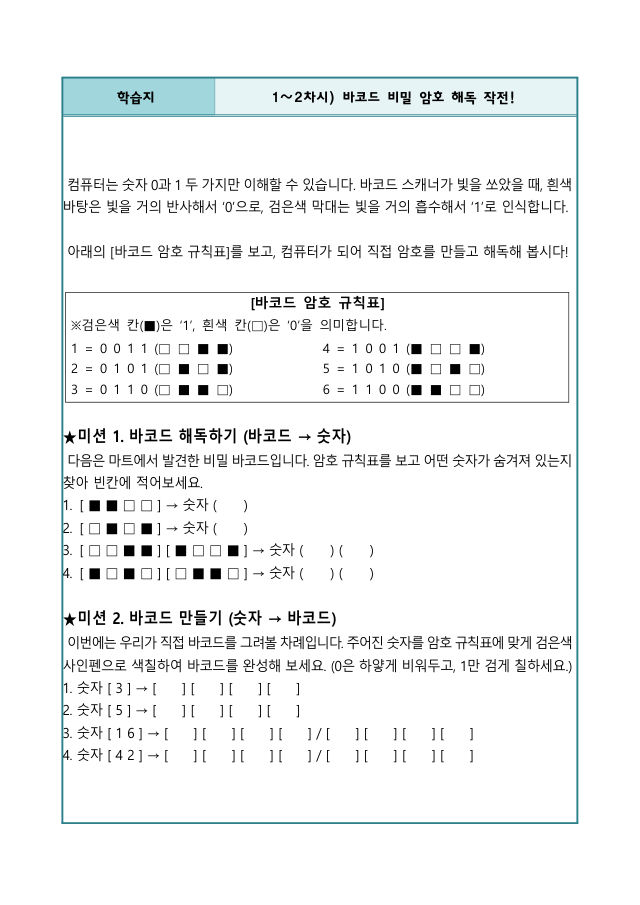 학습지
1～2차시) 바코드 비밀 암호 해독 작전!
컴퓨터는 숫자 0과 1 두 가지만 이해할 수 있습니다. 바코드 스캐너가 빛을 쏘았을 때, 흰색
바탕은 빛을 거의 반사해서 ‘0’으로, 검은색 막대는 빛을 거의 흡수해서 ‘1’로 인식합니다.
아래의 [바코드 암호 규칙표]를 보고, 컴퓨터가 되어 직접 암호를 만들고 해독해 봅시다!
[바코드 암호 규칙표]
※검은색 칸(■)은 ‘1’, 흰색 칸(□)은 ‘0’을 의미합니다.
1 = 0 0 1 1 (□ □ ■ ■) 4 = 1 0 0 1 (■ □ □ ■)
2 = 0 1 0 1 (□ ■ □ ■) 5 = 1 0 1 0 (■ □ ■ □)
3 = 0 1 1 0 (□ ■ ■ □) 6 = 1 1 0 0 (■ ■ □ □)
★미션 1. 바코드 해독하기 (바코드 → 숫자)
다음은 마트에서 발견한 비밀 바코드입니다. 암호 규칙표를 보고 어떤 숫자가 숨겨져 있는지
찾아 빈칸에 적어보세요.
1. [ ■ ■ □ □ ] → 숫자 (      )
2. [ □ ■ □ ■ ] → 숫자 (      )
3. [ □ □ ■ ■ ] [ ■ □ □ ■ ] → 숫자 (      ) (      )
4. [ ■ □ ■ □ ] [ □ ■ ■ □ ] → 숫자 (      ) (      )
★미션 2. 바코드 만들기 (숫자 → 바코드)
이번에는 우리가 직접 바코드를 그려볼 차례입니다. 주어진 숫자를 암호 규칙표에 맞게 검은색
사인펜으로 색칠하여 바코드를 완성해 보세요. (0은 하얗게 비워두고, 1만 검게 칠하세요.)
1. 숫자 [ 3 ] → [      ] [      ] [      ] [      ]
2. 숫자 [ 5 ] → [      ] [      ] [      ] [      ]
3. 숫자 [ 1 6 ] → [      ] [      ] [      ] [      ] / [      ] [      ] [      ] [      ]
4. 숫자 [ 4 2 ] → [      ] [      ] [      ] [      ] / [      ] [      ] [      ] [      ]